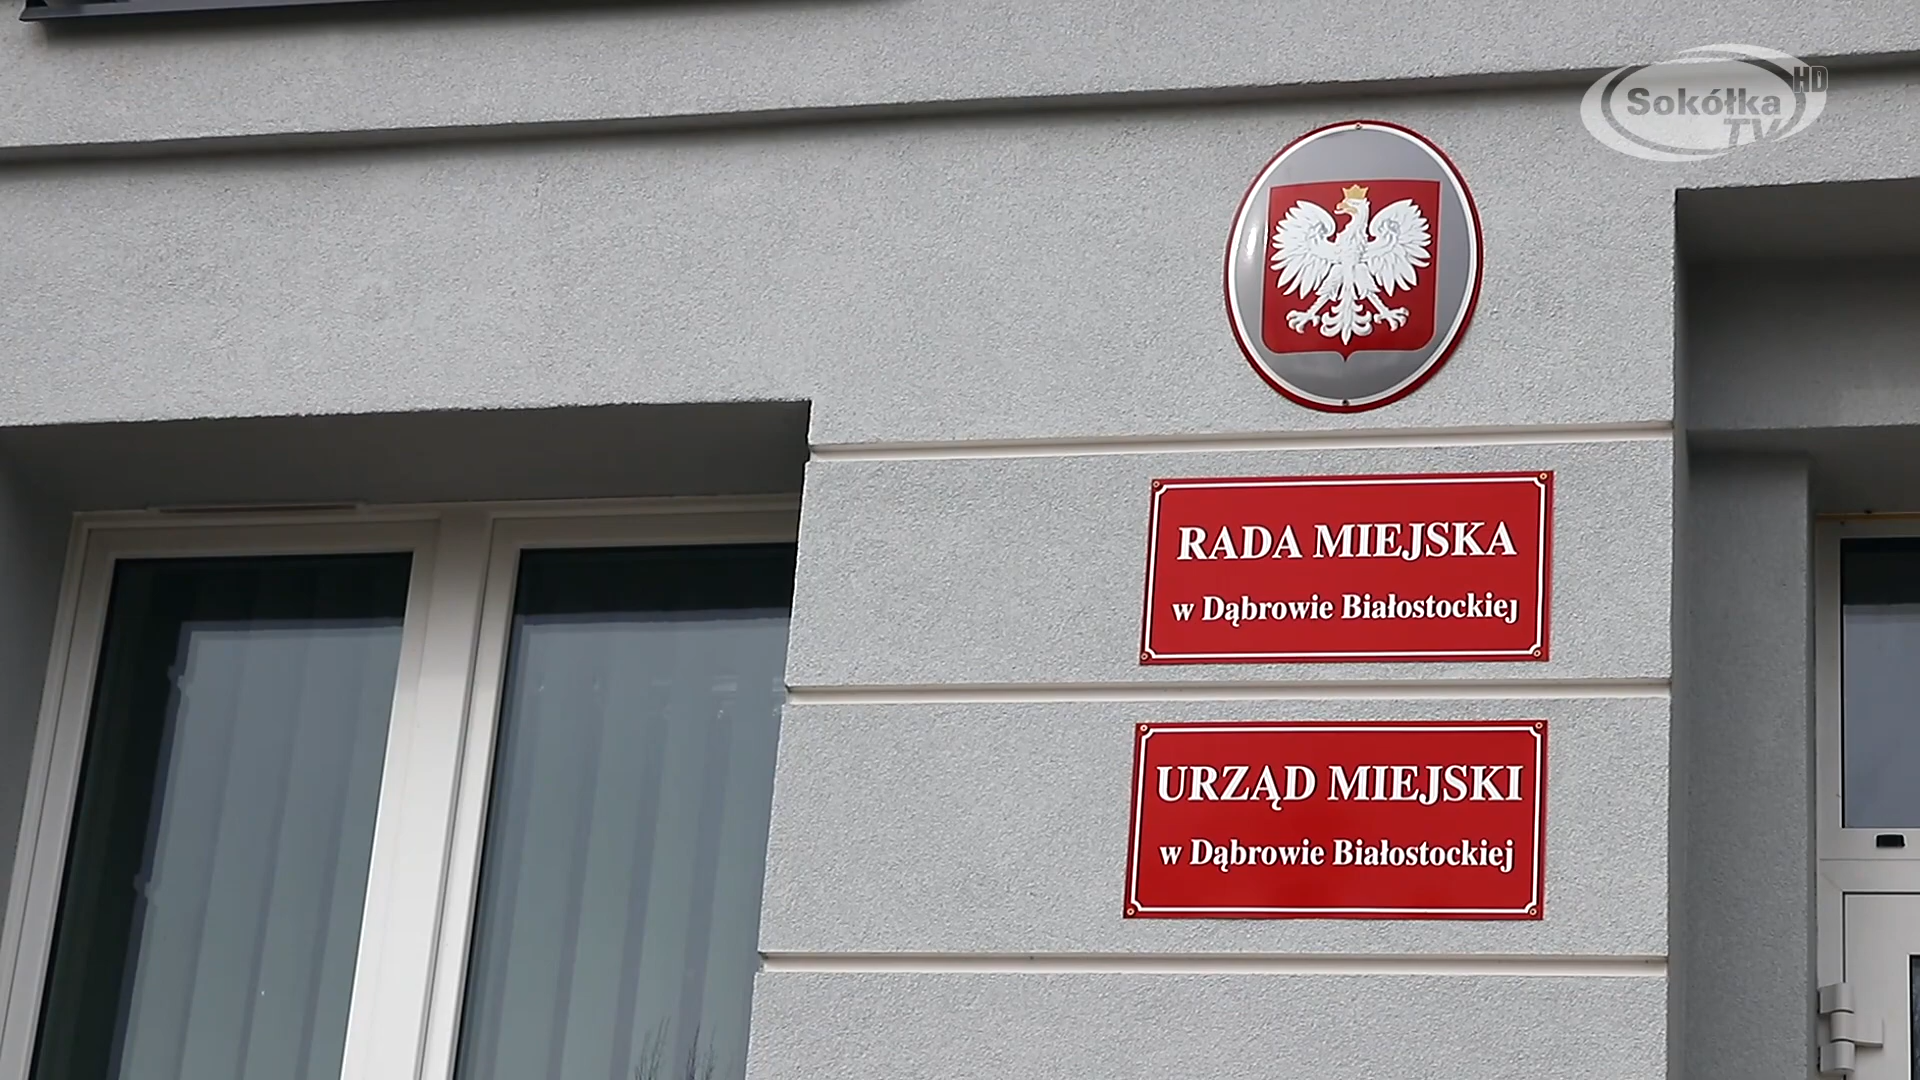 Sokółka HD
TV
RADA MIEJSKA
w Dąbrowie Białostockiej
URZĄD MIEJSKI
w Dąbrowie Białostockiej